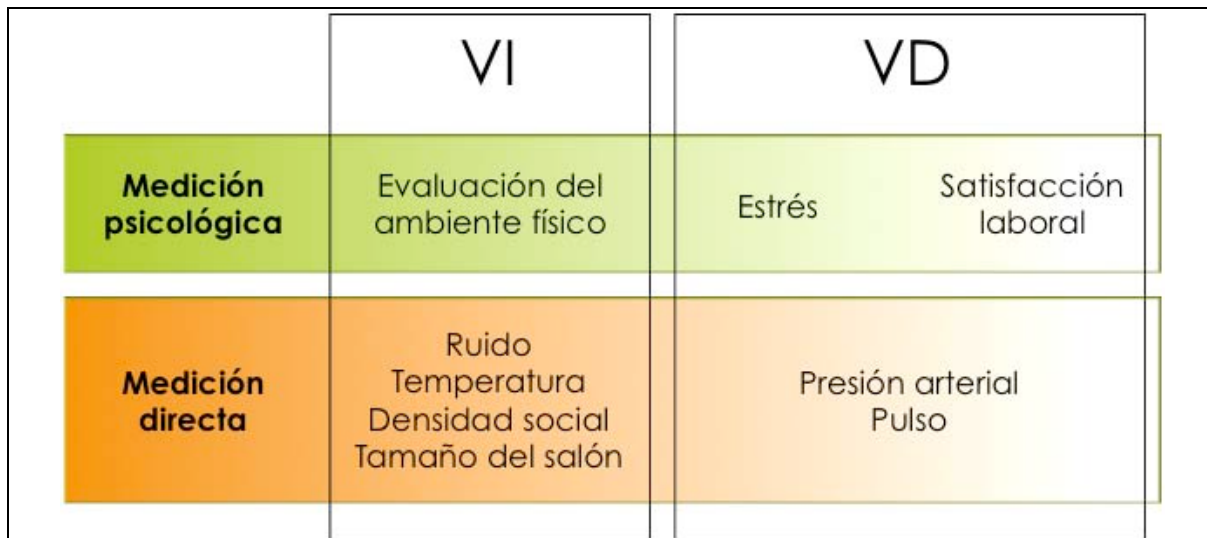 VI
VD
Medición
psicológica
Evaluación del
ambiente físico
Estrés
Satisfacción
laboral
Medición
directa
Ruido
Temperatura
Densidad social
Tamaño del salón
Presión arterial
Pulso